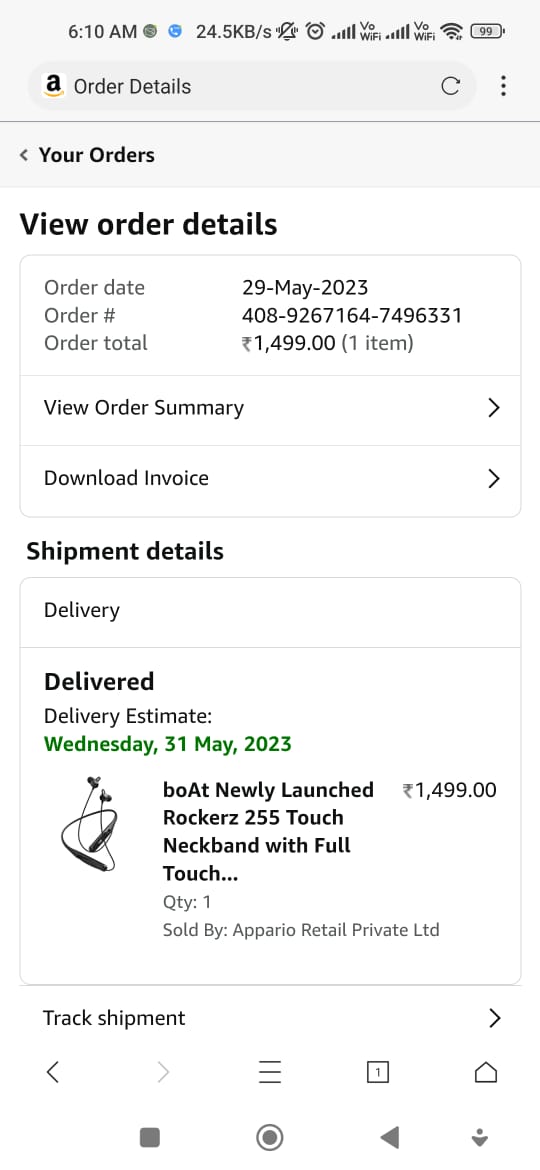 6:10 AM 24.5KB/s Vo WiFi Vo WiFi 99
a Order Details
Your Orders
View order details
Order date 29-May-2023
Order # 408-9267164-7496331
Order total ₹1,499.00 (1 item)
View Order Summary
Download Invoice
Shipment details
Delivery
Delivered
Delivery Estimate:
Wednesday, 31 May, 2023
boAt Newly Launched ₹1,499.00
Rockerz 255 Touch
Neckband with Full
Touch...
Qty: 1
Sold By: Appario Retail Private Ltd
Track shipment
1